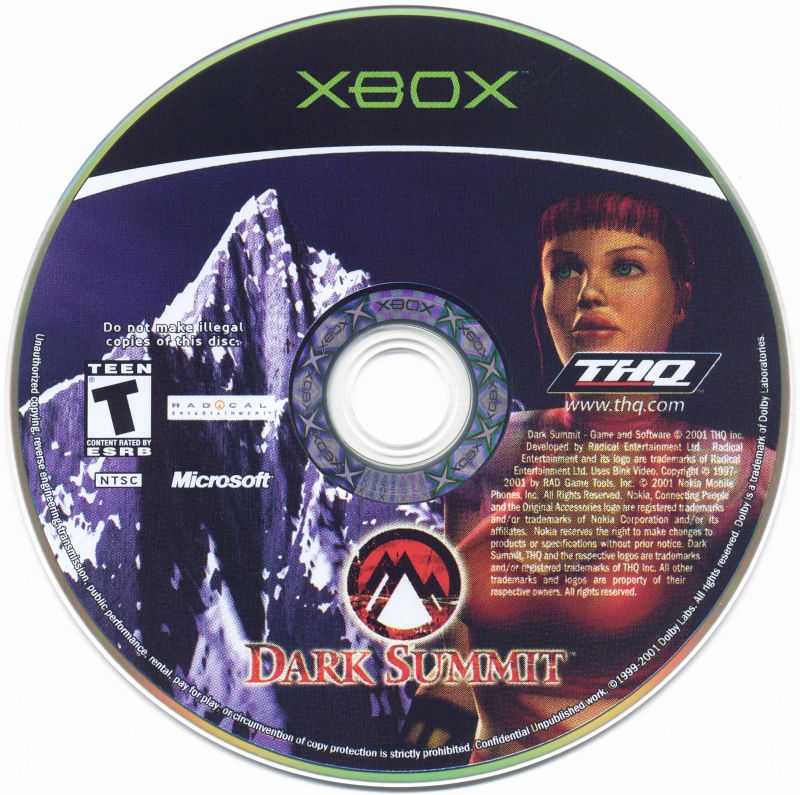 XBOX™
XBOX
Do not make illegal
copies of this disc.
TEEN
T
CONTENT RATED BY
ESRB
RADICAL
ENTERTAINMENT™
NTSC
Microsoft®
THQ™
www.thq.com
Dark Summit - Game and Software © 2001 THQ Inc.
Developed by Radical Entertainment Ltd. Radical
Entertainment and its logo are trademarks of Radical
Entertainment Ltd. Uses Bink Video. Copyright © 1997-
2001 by RAD Game Tools, Inc. © 2001 Nokia Mobile
Phones, Inc. All Rights Reserved. Nokia, Connecting People
and the Original Accessories logo are registered trademarks
and/or trademarks of Nokia Corporation and/or its
affiliates. Nokia reserves the right to make changes to
products or specifications without prior notice. Dark
Summit, THQ and the respective logos are trademarks
and/or registered trademarks of THQ Inc. All other
trademarks and logos are property of their
respective owners. All rights reserved.
DARK SUMMIT™
Unauthorized copying, reverse engineering, transmission, public performance, rental, pay for play, or circumvention of copy protection is strictly prohibited. Confidential Unpublished work. ©1999-2001 Dolby Labs. All rights reserved. Dolby is a trademark of Dolby Laboratories.